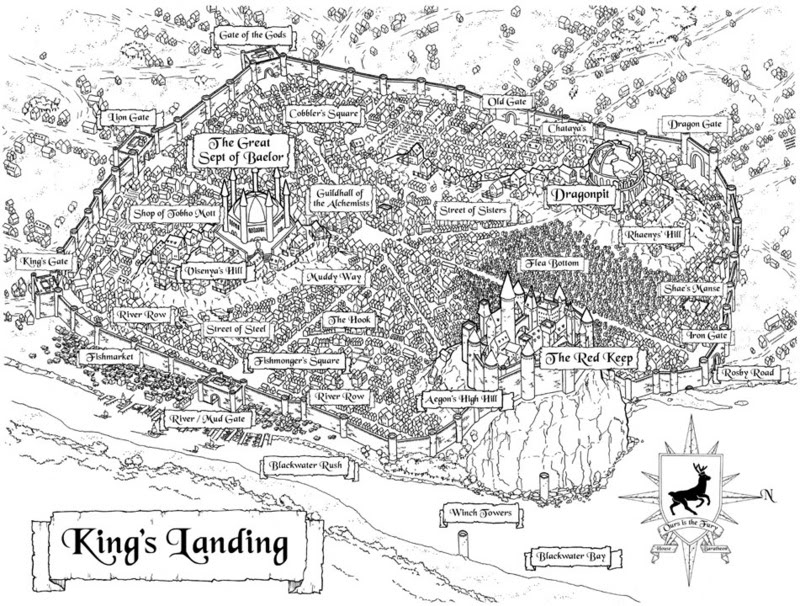 Gate of the Gods
Old Gate
Lion Gate
Cobbler's Square
Chataya's
Dragon Gate
The Great
Sept of Baelor
Guildhall of
the Alchemists
Dragonpit
Shop of Tobho Mott
Street of Sisters
Rhaenys' Hill
King's Gate
Visenya's Hill
Flea Bottom
Muddy Way
Shae's Manse
River Row
Street of Steel
The Hook
Iron Gate
Fishmarket
Fishmonger's Square
The Red Keep
Rosby Road
River Row
Aegon's High Hill
River / Mud Gate
Blackwater Rush
N
Winch Towers
Ours is the Fury
House Baratheon
King's Landing
Blackwater Bay